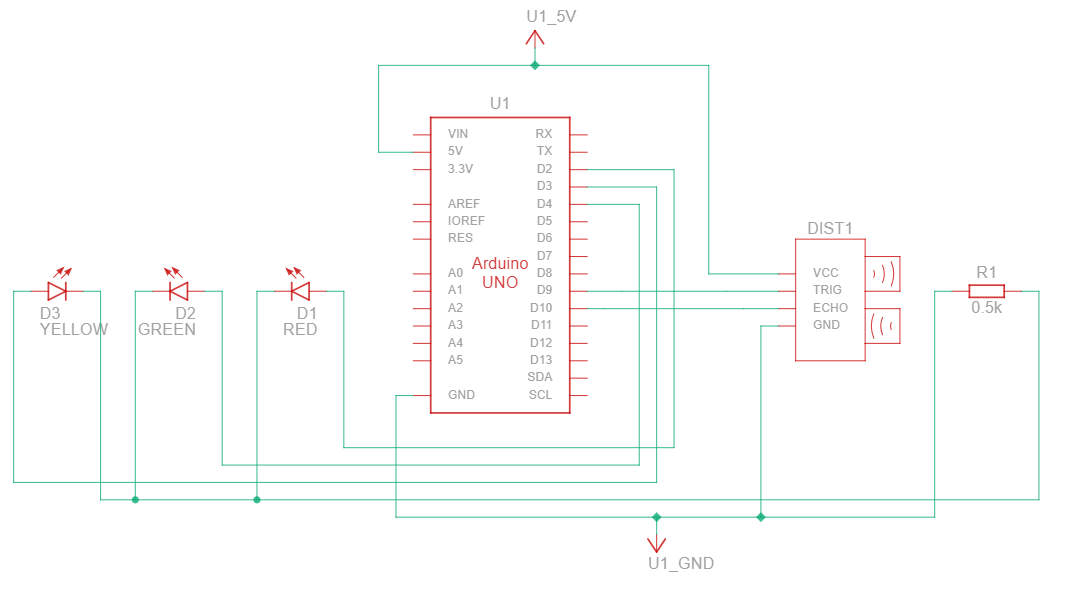 U1_5V
U1
VIN
5V
3.3V
AREF
IOREF
RES
A0
A1
A2
A3
A4
A5
GND
Arduino
UNO
RX
TX
D2
D3
D4
D5
D6
D7
D8
D9
D10
D11
D12
D13
SDA
SCL
DIST1
VCC
TRIG
ECHO
GND
R1
0.5k
D3
YELLOW
D2
GREEN
D1
RED
U1_GND